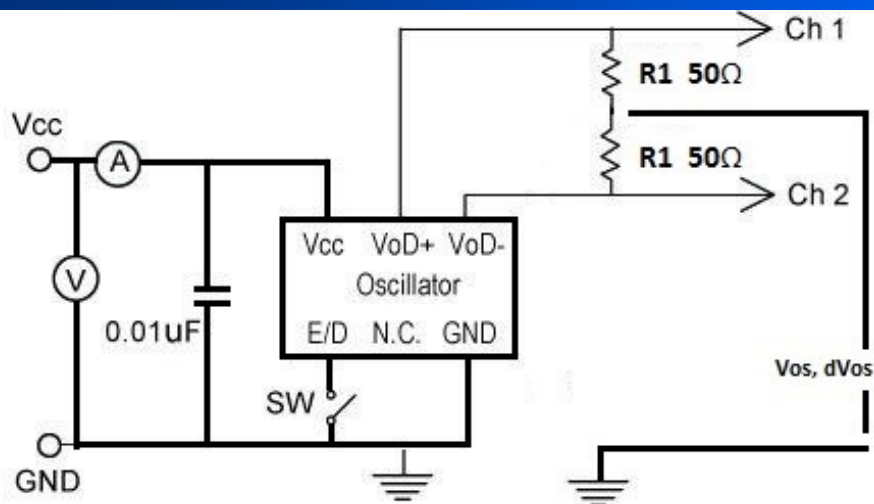 Ch 1
R1 50Ω
Vcc
A
R1 50Ω
Ch 2
Vcc VoD+ VoD-
V
Oscillator
0.01uF
E/D N.C. GND
Vos, dVos
SW
GND